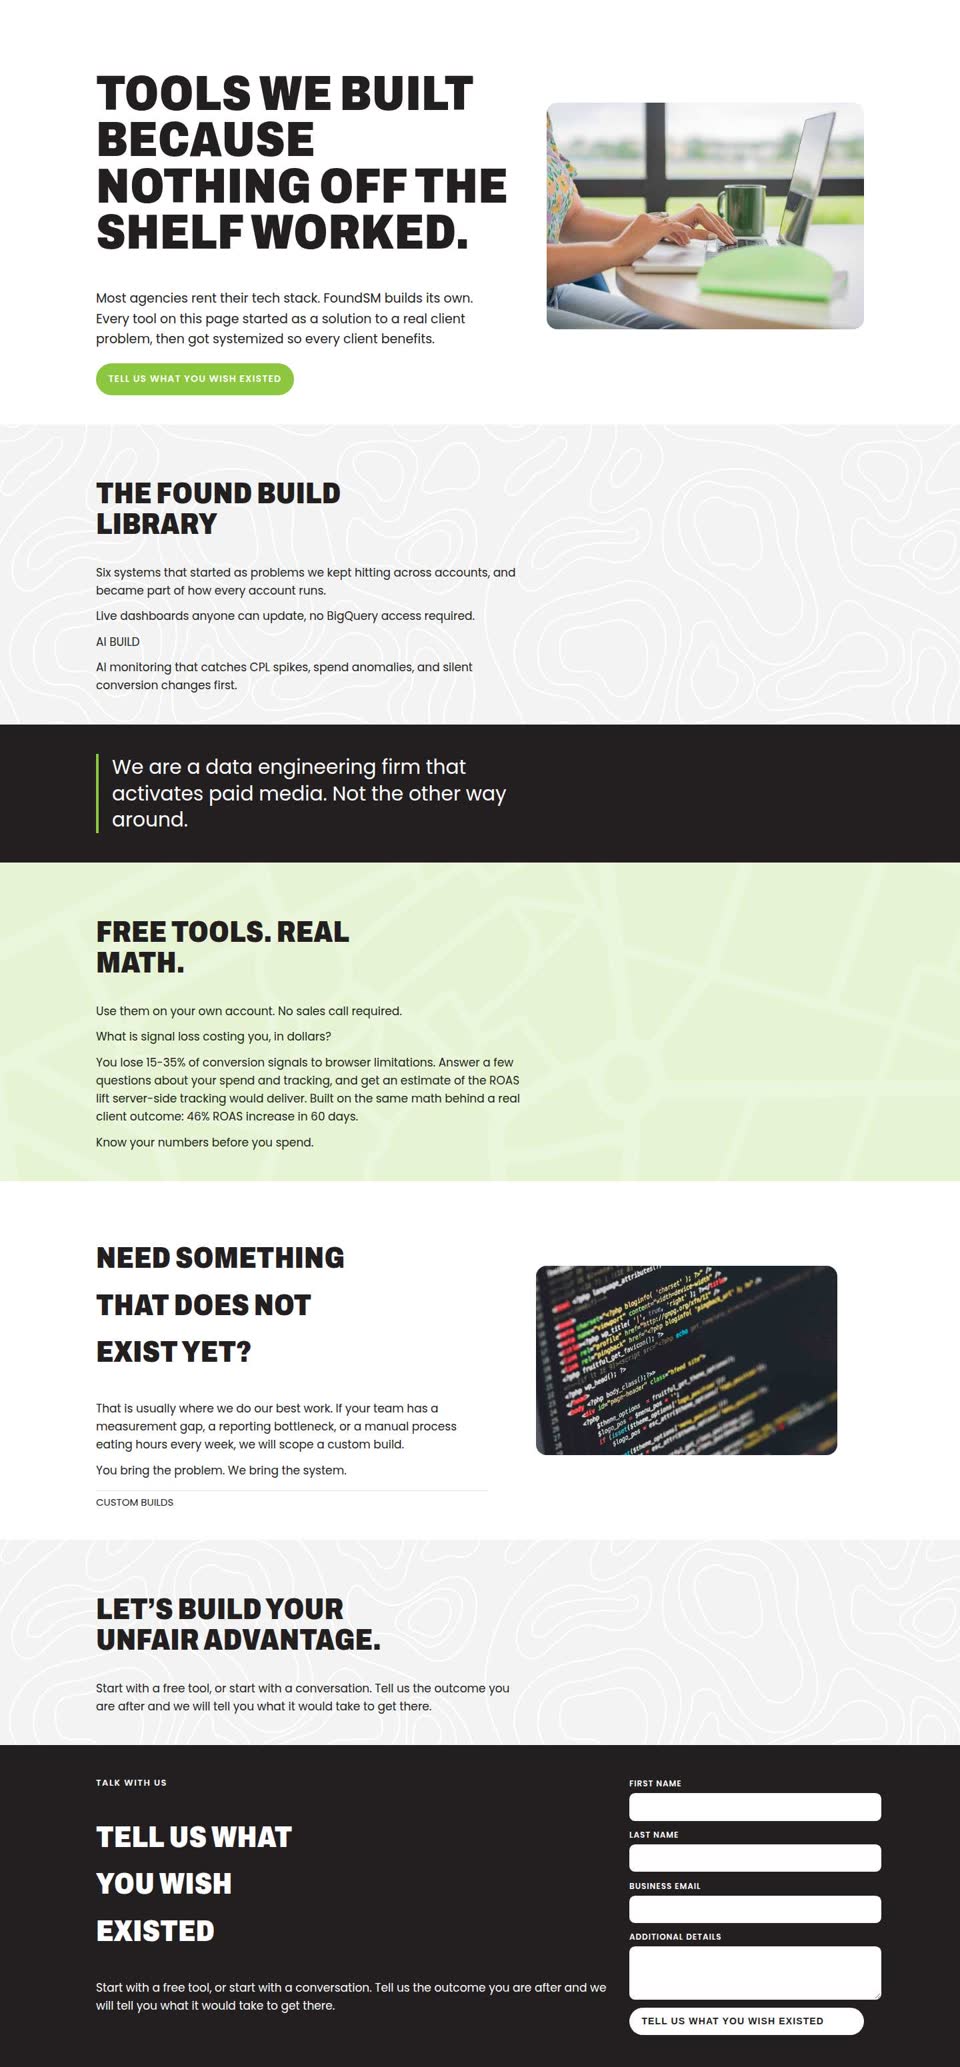 TOOLS WE BUILT
BECAUSE
NOTHING OFF THE
SHELF WORKED.
Most agencies rent their tech stack. FoundSM builds its own.
Every tool on this page started as a solution to a real client
problem, then got systemized so every client benefits.
TELL US WHAT YOU WISH EXISTED
THE FOUND BUILD
LIBRARY
Six systems that started as problems we kept hitting across accounts, and
became part of how every account runs.
Live dashboards anyone can update, no BigQuery access required.
AI BUILD
AI monitoring that catches CPL spikes, spend anomalies, and silent
conversion changes first.
We are a data engineering firm that
activates paid media. Not the other way
around.
FREE TOOLS. REAL
MATH.
Use them on your own account. No sales call required.
What is signal loss costing you, in dollars?
You lose 15-35% of conversion signals to browser limitations. Answer a few
questions about your spend and tracking, and get an estimate of the ROAS
lift server-side tracking would deliver. Built on the same math behind a real
client outcome: 46% ROAS increase in 60 days.
Know your numbers before you spend.
NEED SOMETHING
THAT DOES NOT
EXIST YET?
That is usually where we do our best work. If your team has a
measurement gap, a reporting bottleneck, or a manual process
eating hours every week, we will scope a custom build.
You bring the problem. We bring the system.
CUSTOM BUILDS
LET’S BUILD YOUR
UNFAIR ADVANTAGE.
Start with a free tool, or start with a conversation. Tell us the outcome you
are after and we will tell you what it would take to get there.
TALK WITH US
TELL US WHAT
YOU WISH
EXISTED
Start with a free tool, or start with a conversation. Tell us the outcome you are after and we
will tell you what it would take to get there.
FIRST NAME
LAST NAME
BUSINESS EMAIL
ADDITIONAL DETAILS
TELL US WHAT YOU WISH EXISTED